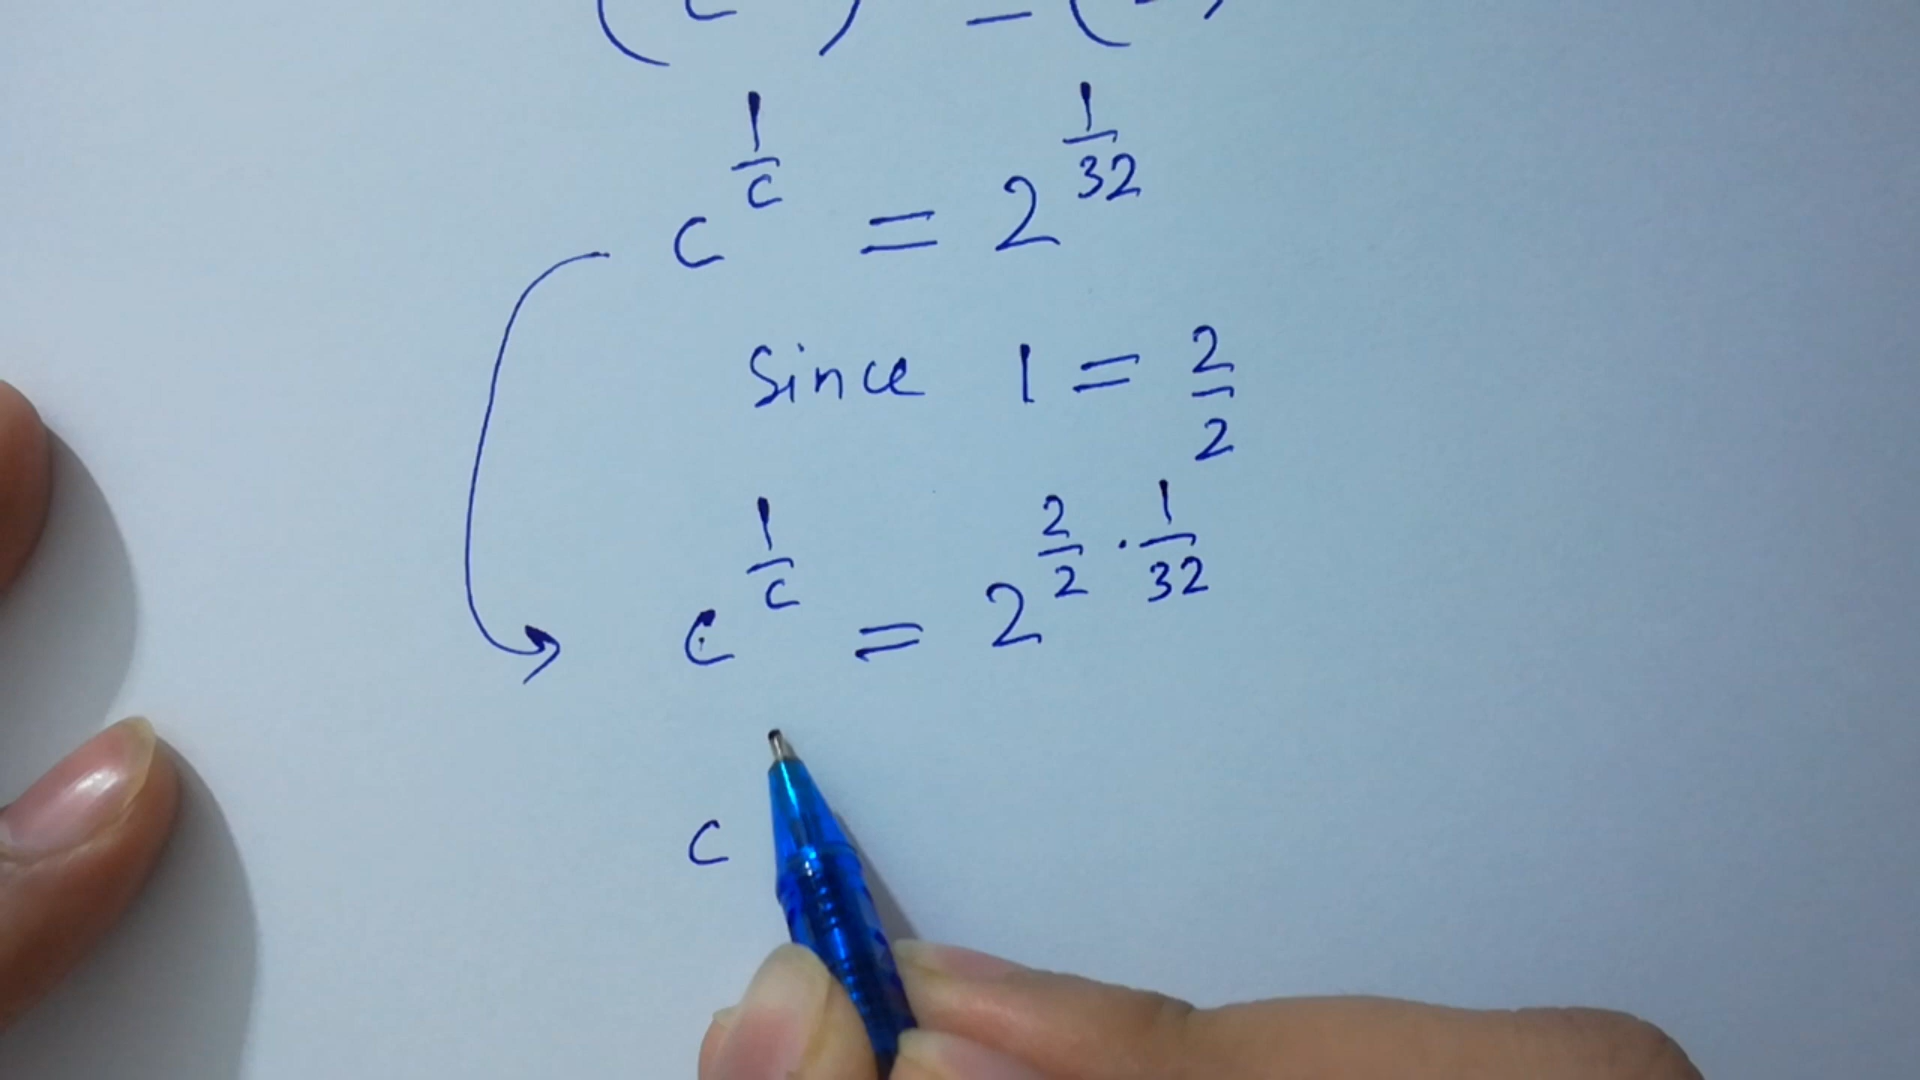 c^(1/c) = 2^(1/32)
Since 1 = 2/2
c^(1/c) = 2^(2/2 · 1/32)
c